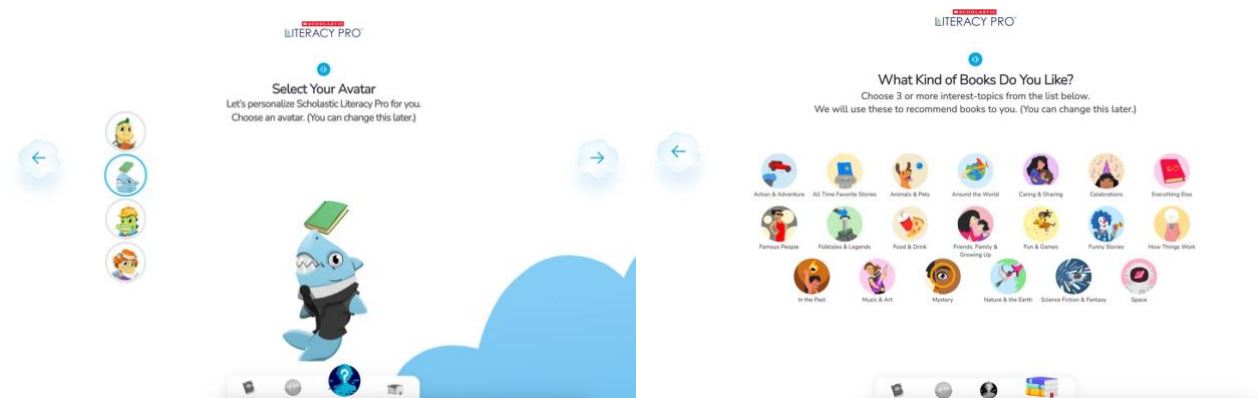 SCHOLASTIC
LITERACY PRO
Select Your Avatar
Let's personalize Scholastic Literacy Pro for you.
Choose an avatar. (You can change this later.)
SCHOLASTIC
LITERACY PRO
What Kind of Books Do You Like?
Choose 3 or more interest-topics from the list below.
We will use these to recommend books to you. (You can change this later.)
Action & Adventure All Time Favorite Stories Animals & Pets Around the World Caring & Sharing Celebrations Everything Else
Famous People Folktales & Legends Food & Drink Friends, Family & Growing Up Fun & Games Funny Stories How Things Work
In the Past Music & Art Mystery Nature & the Earth Science Fiction & Fantasy Space